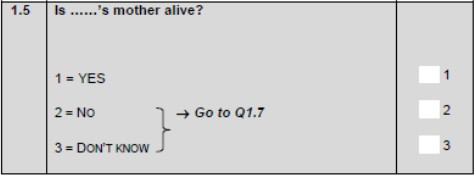 1.5 Is ......'s mother alive?
1 = YES 1
2 = NO → Go to Q1.7 2
3 = DON'T KNOW 3